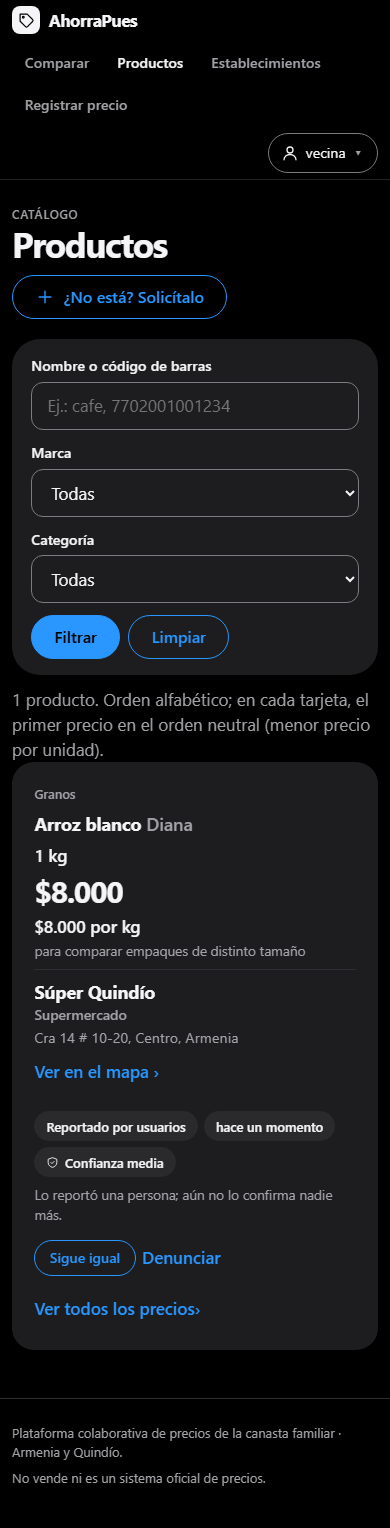 AhorraPues
Comparar Productos Establecimientos
Registrar precio
vecina ▾
CATÁLOGO
Productos
¿No está? Solicítalo
Nombre o código de barras
Ej.: cafe, 7702001001234
Marca
Todas
Categoría
Todas
Filtrar Limpiar
1 producto. Orden alfabético; en cada tarjeta, el
primer precio en el orden neutral (menor precio
por unidad).
Granos
Arroz blanco Diana
1 kg
$8.000
$8.000 por kg
para comparar empaques de distinto tamaño
Súper Quindío
Supermercado
Cra 14 # 10-20, Centro, Armenia
Ver en el mapa ›
Reportado por usuarios hace un momento
Confianza media
Lo reportó una persona; aún no lo confirma nadie
más.
Sigue igual Denunciar
Ver todos los precios›
Plataforma colaborativa de precios de la canasta familiar ·
Armenia y Quindío.
No vende ni es un sistema oficial de precios.